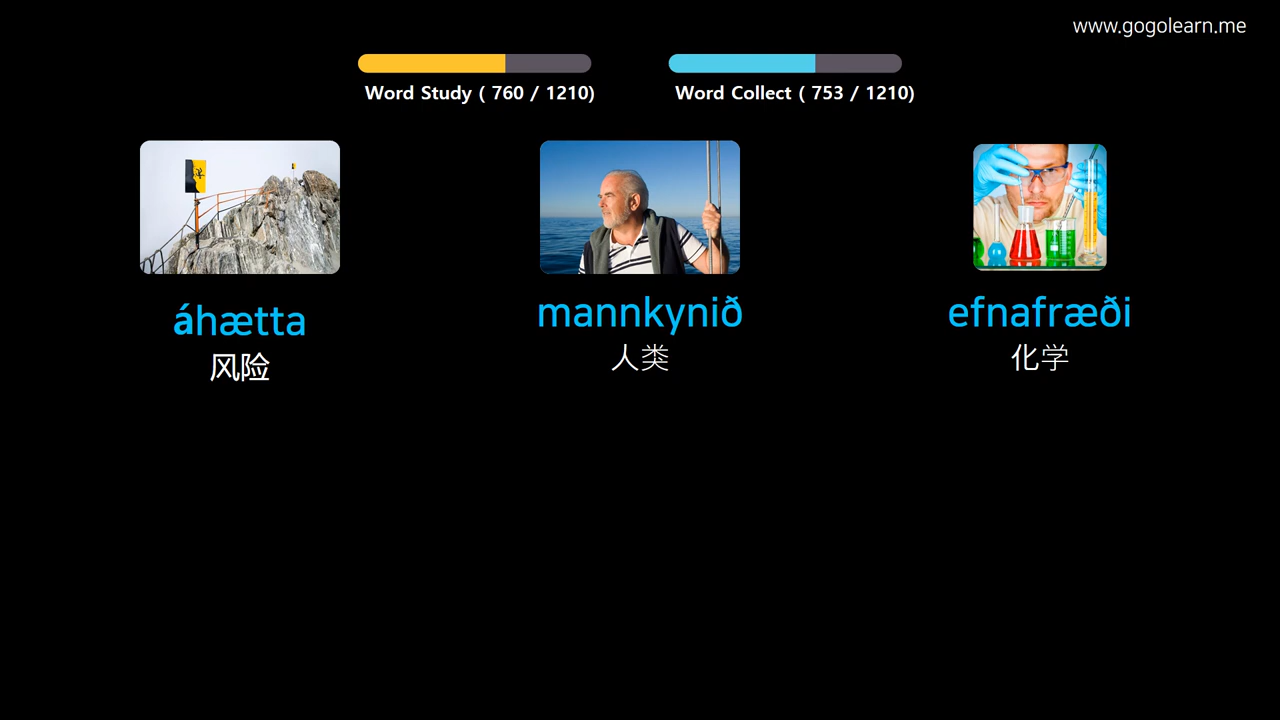 www.gogolearn.me
Word Study ( 760 / 1210)
Word Collect ( 753 / 1210)
áhætta
风险
mannkynið
人类
efnafræði
化学